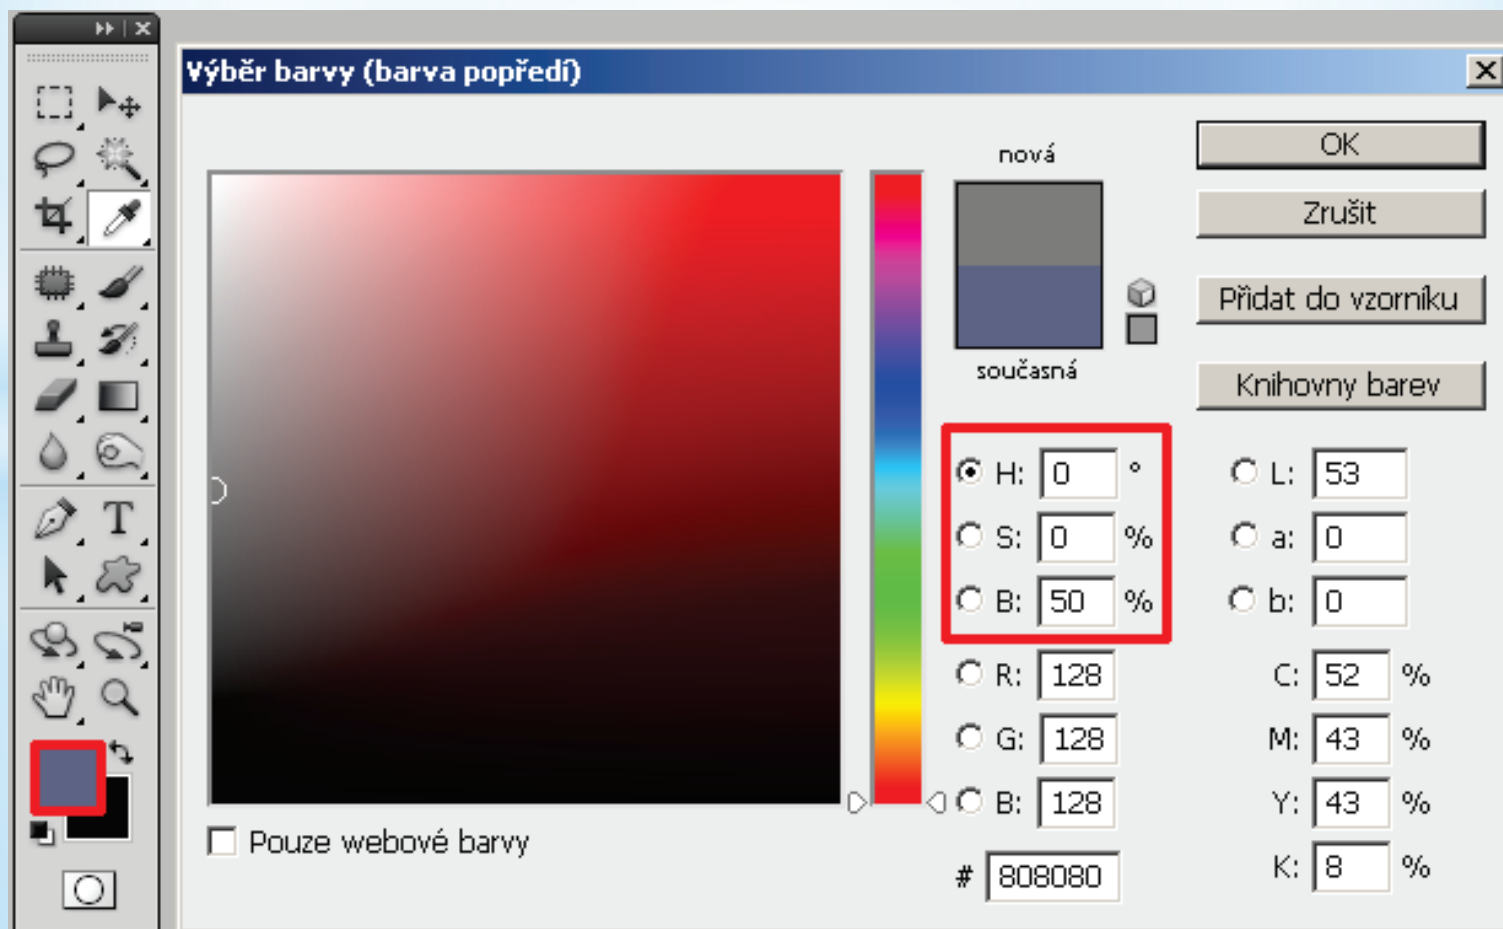 Výběr barvy (barva popředí)
nová
současná
OK
Zrušit
Přidat do vzorníku
Knihovny barev
H: 0 °
S: 0 %
B: 50 %
R: 128
G: 128
B: 128
# 808080
L: 53
a: 0
b: 0
C: 52 %
M: 43 %
Y: 43 %
K: 8 %
Pouze webové barvy
T